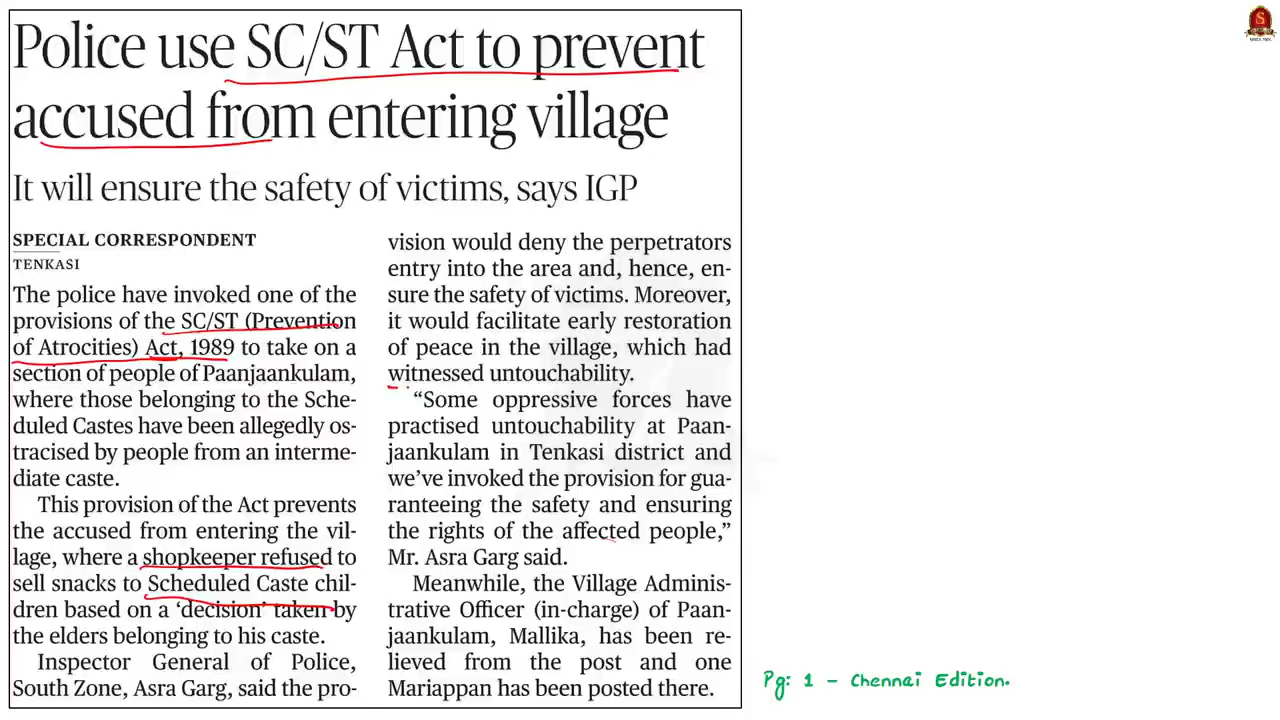 Police use SC/ST Act to prevent
accused from entering village
It will ensure the safety of victims, says IGP
SPECIAL CORRESPONDENT
TENKASI
The police have invoked one of the
provisions of the SC/ST (Prevention
of Atrocities) Act, 1989 to take on a
section of people of Paanjaankulam,
where those belonging to the Sche-
duled Castes have been allegedly os-
tracised by people from an interme-
diate caste.
This provision of the Act prevents
the accused from entering the vil-
lage, where a shopkeeper refused to
sell snacks to Scheduled Caste chil-
dren based on a ‘decision’ taken by
the elders belonging to his caste.
Inspector General of Police,
South Zone, Asra Garg, said the pro-
vision would deny the perpetrators
entry into the area and, hence, en-
sure the safety of victims. Moreover,
it would facilitate early restoration
of peace in the village, which had
witnessed untouchability.
“Some oppressive forces have
practised untouchability at Paan-
jaankulam in Tenkasi district and
we’ve invoked the provision for gua-
ranteeing the safety and ensuring
the rights of the affected people,”
Mr. Asra Garg said.
Meanwhile, the Village Adminis-
trative Officer (in-charge) of Paan-
jaankulam, Mallika, has been re-
lieved from the post and one
Mariappan has been posted there.
Pg: 1 - Chennai Edition.